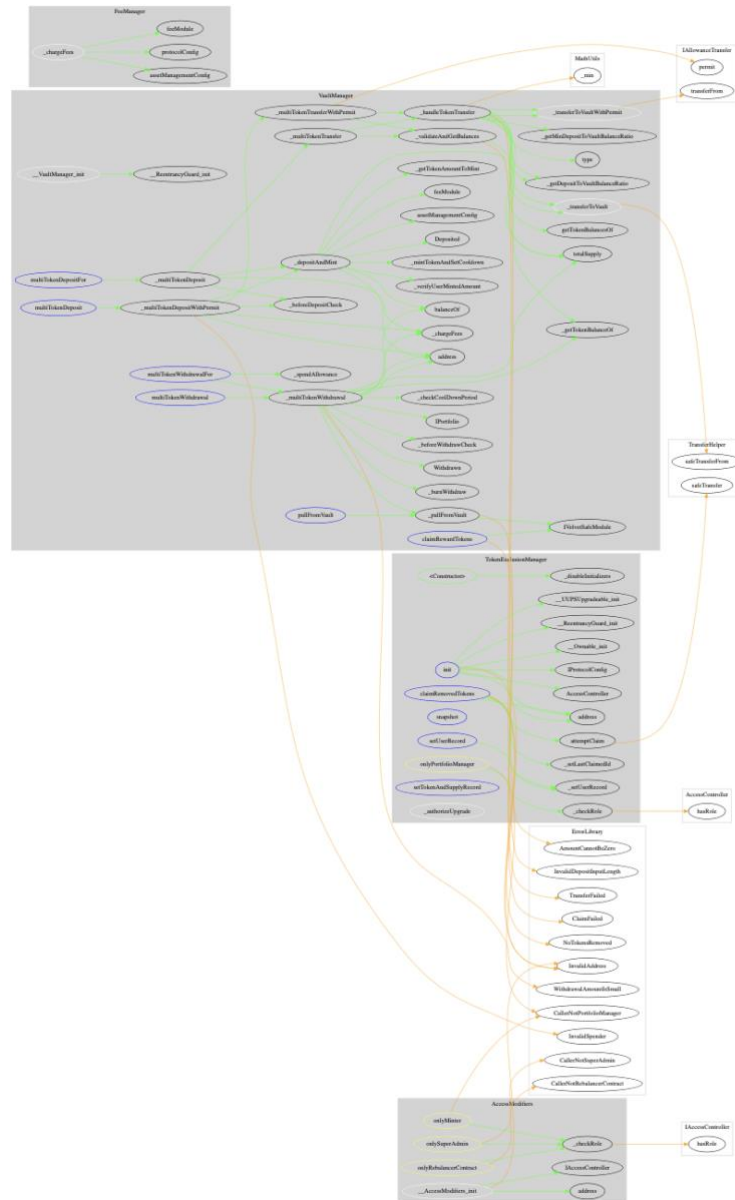 FeeManager
feeModule
_chargeFees
protocolConfig
assetManagementConfig
VaultManager
_multiTokenTransferWithPermit
_handleTokenTransfer
_transferToVaultWithPermit
_multiTokenTransfer
_validateAndGetBalances
_getMinDepositToVaultBalanceRatio
type
_getTokenAmountToMint
__VaultManager_init
__ReentrancyGuard_init
_getDepositToVaultBalanceRatio
feeModule
_transferToVault
assetManagementConfig
getTokenBalancesOf
Deposited
totalSupply
_depositAndMint
_mintTokenAndSetCooldown
multiTokenDepositFor
_multiTokenDeposit
_verifyUserMintedAmount
multiTokenDeposit
_multiTokenDepositWithPermit
_beforeDepositCheck
balanceOf
_chargeFees
_getTokenBalanceOf
address
multiTokenWithdrawalFor
_spendAllowance
multiTokenWithdrawal
_multiTokenWithdrawal
_checkCoolDownPeriod
IPortfolio
_beforeWithdrawCheck
Withdrawn
_burnWithdraw
pullFromVault
_pullFromVault
claimRewardTokens
IVelvetSafeModule
MathUtils
_min
IAllowanceTransfer
permit
transferFrom
TransferHelper
safeTransferFrom
safeTransfer
TokenExclusionManager
<Constructor>
_disableInitializers
__UUPSUpgradeable_init
__ReentrancyGuard_init
__Ownable_init
init
IProtocolConfig
claimRemovedTokens
AccessController
snapshot
address
setUserRecord
attemptClaim
onlyPortfolioManager
_setLastClaimedId
setTokenAndSupplyRecord
_setUserRecord
_authorizeUpgrade
_checkRole
AccessController
hasRole
ErrorLibrary
AmountCannotBeZero
InvalidDepositInputLength
TransferFailed
ClaimFailed
NoTokensRemoved
InvalidAddress
WithdrawalAmountIsSmall
CallerNotPortfolioManager
InvalidSpender
CallerNotSuperAdmin
CallerNotRebalancerContract
AccessModifiers
onlyMinter
onlySuperAdmin
_checkRole
onlyRebalancerContract
IAccessController
__AccessModifiers_init
address
IAccessController
hasRole